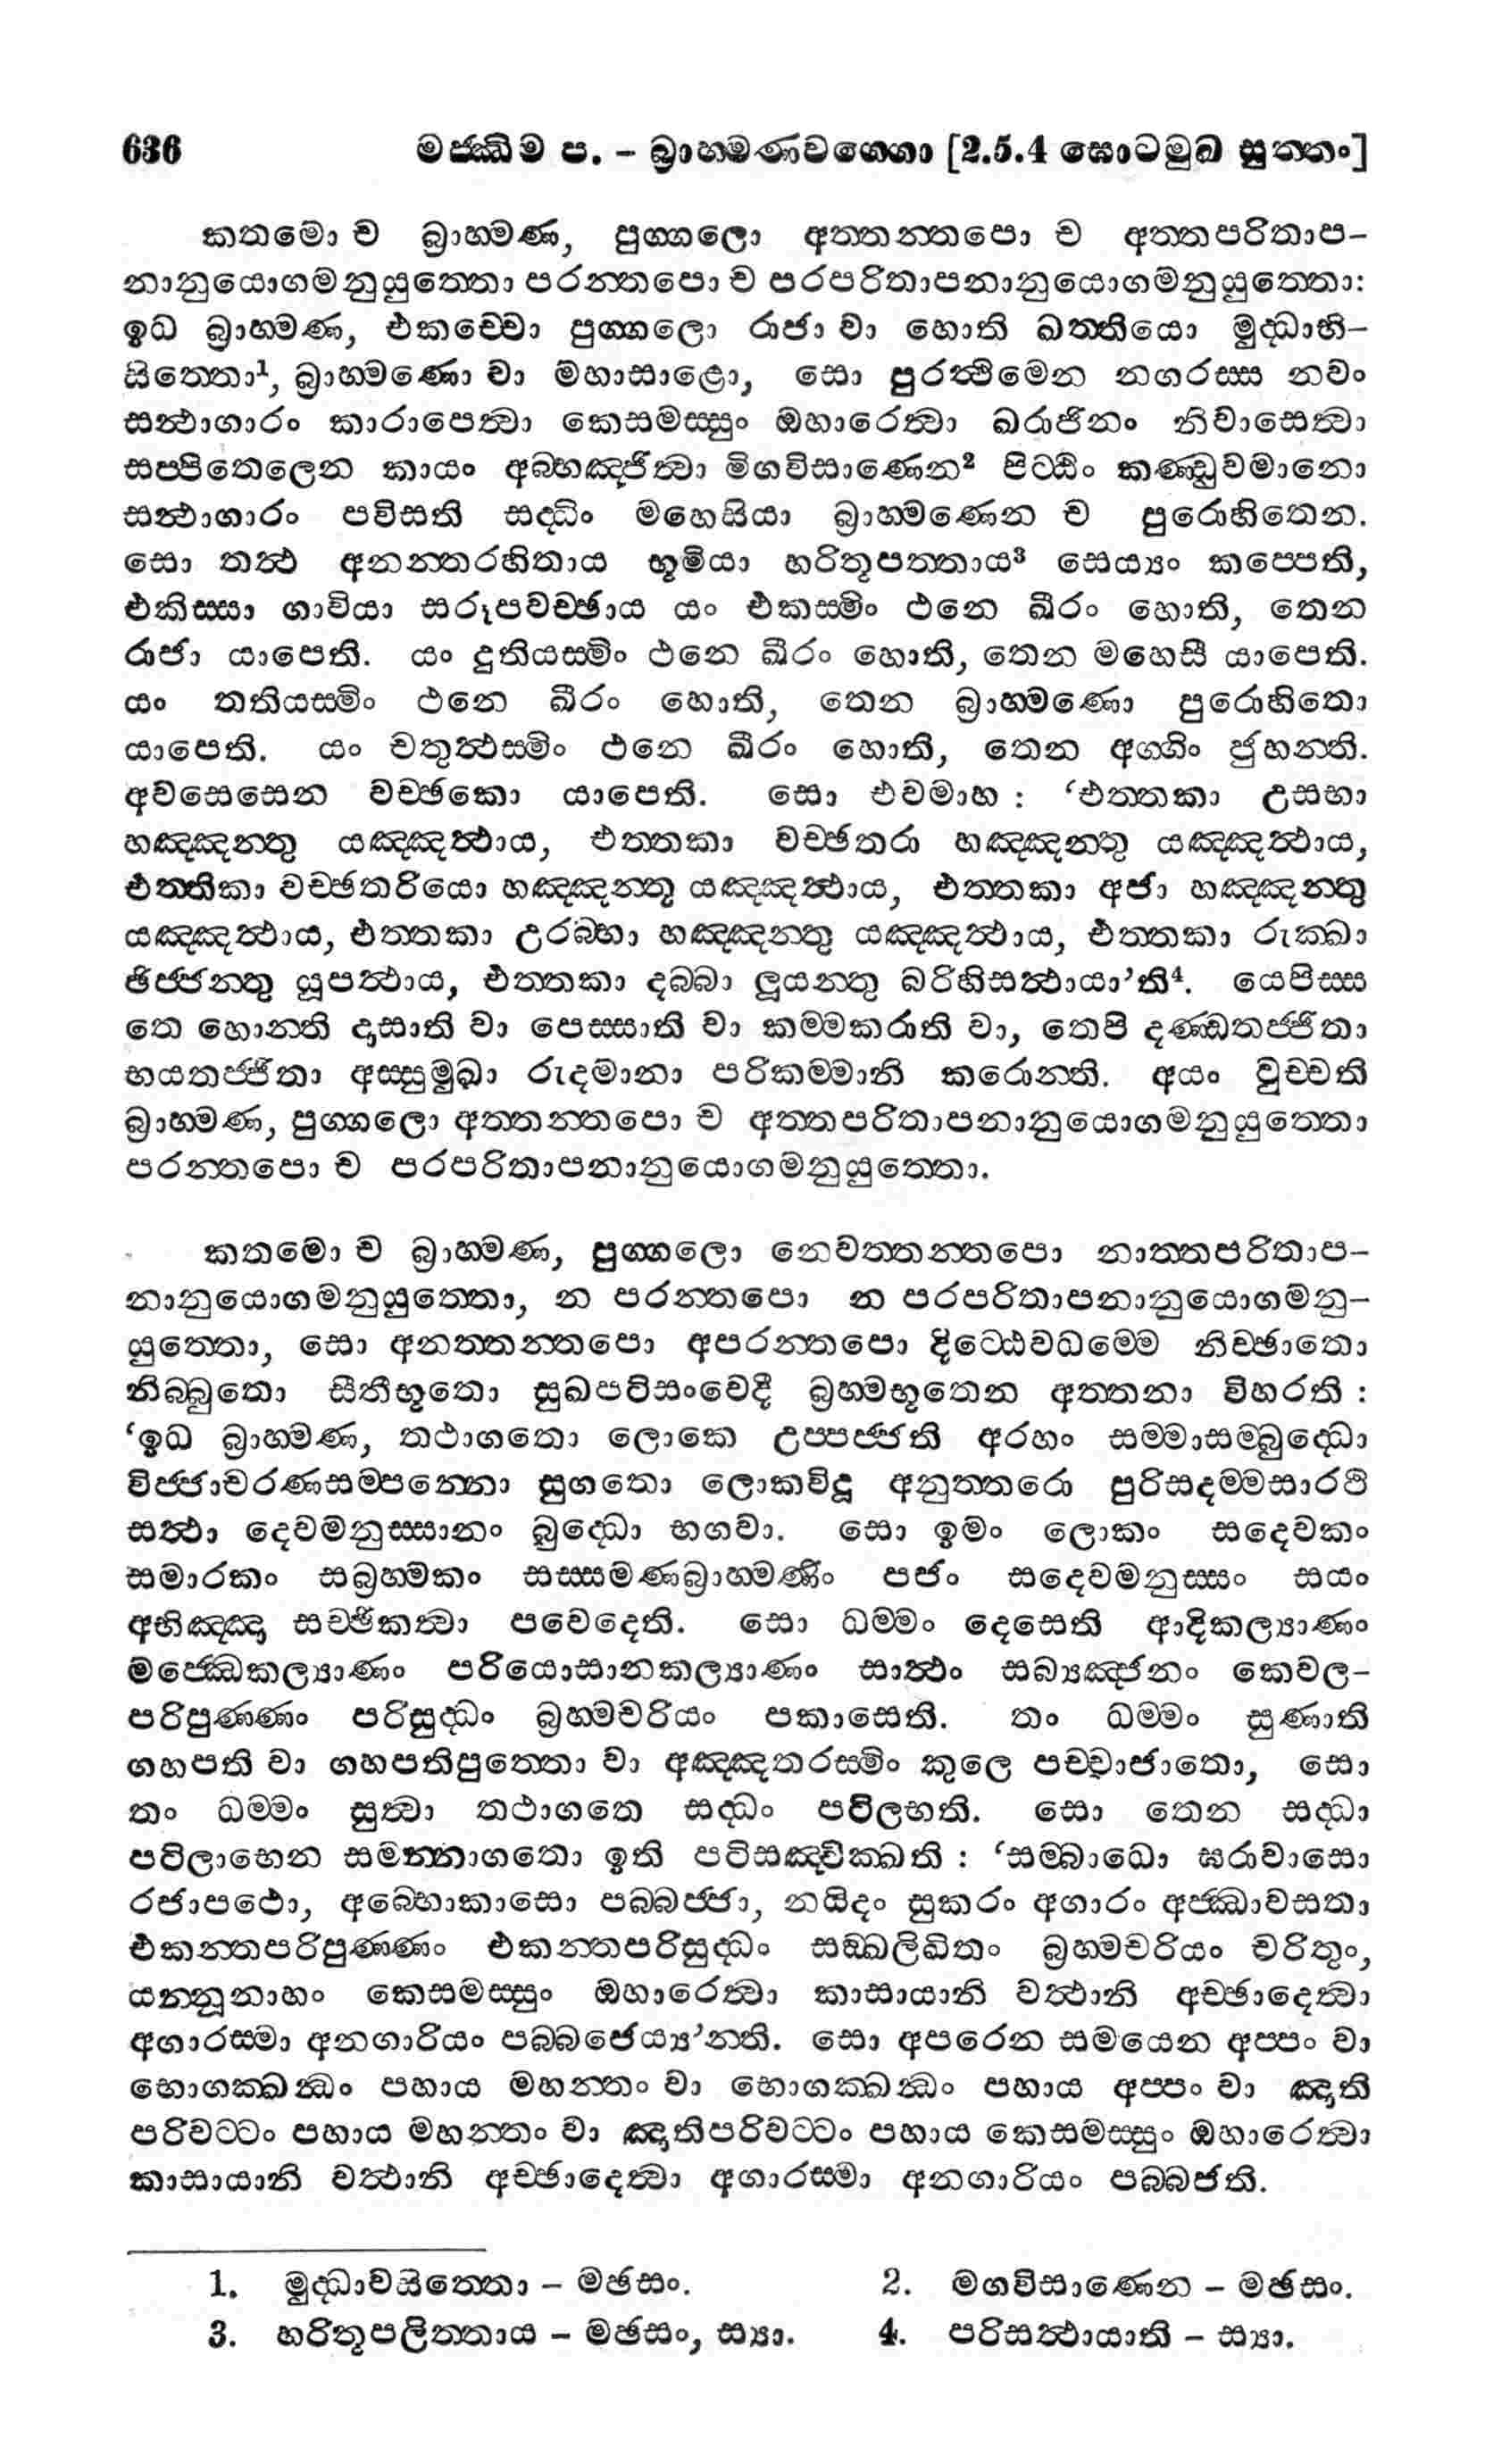 636 මජ්ඣිම ප. – බ්‍රාහ්මණවග්ගො [2.5.4 ඝොටමුඛ සුත්තං]
කතමො ච බ්‍රාහ්මණ, පුග්ගලො අත්තන්තපො ච අත්තපරිතාප–
නානුයොගමනුයුත්තො පරන්තපො ච පරපරිතාපනානුයොගමනුයුත්තො:
ඉධ බ්‍රාහ්මණ, එකච්චො පුග්ගලො රාජා වා හොති ඛත්තියො මුද්ධාභි–
සිත්තො¹, බ්‍රාහ්මණො වා මහාසාළො, සො පුරත්ථිමෙන නගරස්ස නවං
සන්ථාගාරං කාරාපෙත්වා කෙසමස්සුං ඔහාරෙත්වා ඛරාජිනං නිවාසෙත්වා
සප්පිතෙලෙන කායං අබ්භඤ්ජිත්වා මිගවිසාණෙන² පිට්ඨිං කණ්ඩුවමානො
සන්ථාගාරං පවිසති සද්ධිං මහෙසියා බ්‍රාහ්මණෙන ච පුරොහිතෙන.
සො තත්ථ අනන්තරහිතාය භූමියා හරිතූපත්තාය³ සෙය්‍යං කප්පෙති,
එකිස්සා ගාවියා සරූපවච්ඡාය යං එකස්මිං ථනෙ ඛීරං හොති, තෙන
රාජා යාපෙති. යං දුතියස්මිං ථනෙ ඛීරං හොති, තෙන මහෙසී යාපෙති.
යං තතියස්මිං ථනෙ ඛීරං හොති, තෙන බ්‍රාහ්මණො පුරොහිතො
යාපෙති. යං චතුත්ථස්මිං ථනෙ ඛීරං හොති, තෙන අග්ගිං ජුහන්ති.
අවසෙසෙන වච්ඡකො යාපෙති. සො එවමාහ : ‘එත්තකා උසභා
හඤ්ඤන්තු යඤ්ඤත්ථාය, එත්තකා වච්ඡතරා හඤ්ඤන්තු යඤ්ඤත්ථාය,
එත්තිකා වච්ඡතරියො හඤ්ඤන්තු යඤ්ඤත්ථාය, එත්තකා අජා හඤ්ඤන්තු
යඤ්ඤත්ථාය, එත්තකා උරබ්භා හඤ්ඤන්තු යඤ්ඤත්ථාය, එත්තකා රුක්ඛා
ඡිජ්ජන්තු යූපත්ථාය, එත්තකා දබ්බා ලූයන්තු බරිහිසත්ථායා’ති⁴. යෙපිස්ස
තෙ හොන්ති දාසාති වා පෙස්සාති වා කම්මකරාති වා, තෙපි දණ්ඩතජ්ජිතා
භයතජ්ජිතා අස්සුමුඛා රුදමානා පරිකම්මානි කරොන්ති. අයං වුච්චති
බ්‍රාහ්මණ, පුග්ගලො අත්තන්තපො ච අත්තපරිතාපනානුයොගමනුයුත්තො
පරන්තපො ච පරපරිතාපනානුයොගමනුයුත්තො.
කතමො ච බ්‍රාහ්මණ, පුග්ගලො නෙවත්තන්තපො නාත්තපරිතාප–
නානුයොගමනුයුත්තො, න පරන්තපො න පරපරිතාපනානුයොගමනු–
යුත්තො, සො අනත්තන්තපො අපරන්තපො දිට්ඨෙවධම්මෙ නිච්ඡාතො
නිබ්බුතො සීතීභූතො සුඛපටිසංවෙදී බ්‍රහ්මභූතෙන අත්තනා විහරති :
‘ඉධ බ්‍රාහ්මණ, තථාගතො ලොකෙ උප්පජ්ජති අරහං සම්මාසම්බුද්ධො
විජ්ජාචරණසම්පන්නො සුගතො ලොකවිදූ අනුත්තරො පුරිසදම්මසාරථි
සත්ථා දෙවමනුස්සානං බුද්ධො භගවා. සො ඉමං ලොකං සදෙවකං
සමාරකං සබ්‍රහ්මකං සස්සමණබ්‍රාහ්මණිං පජං සදෙවමනුස්සං සයං
අභිඤ්ඤා සච්ඡිකත්වා පවෙදෙති. සො ධම්මං දෙසෙති ආදිකල්‍යාණං
මජ්ඣෙකල්‍යාණං පරියොසානකල්‍යාණං සාත්ථං සබ්‍යඤ්ජනං කෙවල–
පරිපුණ්ණං පරිසුද්ධං බ්‍රහ්මචරියං පකාසෙති. තං ධම්මං සුණාති
ගහපති වා ගහපතිපුත්තො වා අඤ්ඤතරස්මිං කුලෙ පච්චාජාතො, සො
තං ධම්මං සුත්වා තථාගතෙ සද්ධං පටිලභති. සො තෙන සද්ධා
පටිලාභෙන සමන්නාගතො ඉති පටිසඤ්චික්ඛති : ‘සම්බාධො ඝරාවාසො
රජාපථො, අබ්භොකාසො පබ්බජ්ජා, නයිදං සුකරං අගාරං අජ්ඣාවසතා
එකන්තපරිපුණ්ණං එකන්තපරිසුද්ධං සඞ්ඛලිඛිතං බ්‍රහ්මචරියං චරිතුං,
යන්නූනාහං කෙසමස්සුං ඔහාරෙත්වා කාසායානි වත්ථානි අච්ඡාදෙත්වා
අගාරස්මා අනගාරියං පබ්බජෙය්‍ය’න්ති. සො අපරෙන සමයෙන අප්පං වා
භොගක්ඛන්ධං පහාය මහන්තං වා භොගක්ඛන්ධං පහාය අප්පං වා ඤාති
පරිවට්ටං පහාය මහන්තං වා ඤාතිපරිවට්ටං පහාය කෙසමස්සුං ඔහාරෙත්වා
කාසායානි වත්ථානි අච්ඡාදෙත්වා අගාරස්මා අනගාරියං පබ්බජති.
1. මුද්ධාවසිත්තො – මඡසං. 2. මගවිසාණෙන – මඡසං.
3. හරිතූපලිත්තාය – මඡසං, ස්‍යා. 4. පරිසත්ථායාති – ස්‍යා.